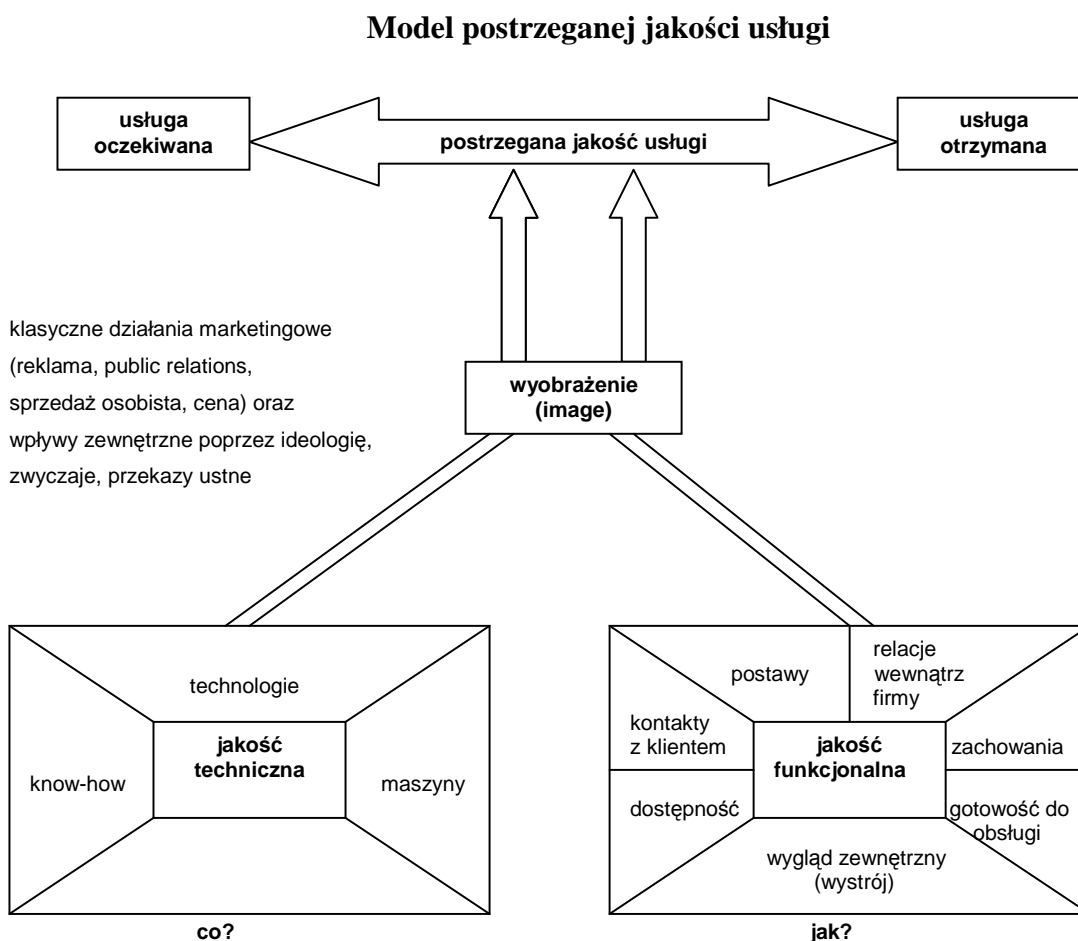 Model postrzeganej jakości usługi
usługa
oczekiwana
postrzegana jakość usługi
usługa
otrzymana
klasyczne działania marketingowe
(reklama, public relations,
sprzedaż osobista, cena) oraz
wpływy zewnętrzne poprzez ideologię,
zwyczaje, przekazy ustne
wyobrażenie
(image)
technologie
know-how
jakość
techniczna
maszyny
co?
postawy
relacje
wewnątrz
firmy
kontakty
z klientem
jakość
funkcjonalna
zachowania
dostępność
gotowość do
obsługi
wygląd zewnętrzny
(wystrój)
jak?